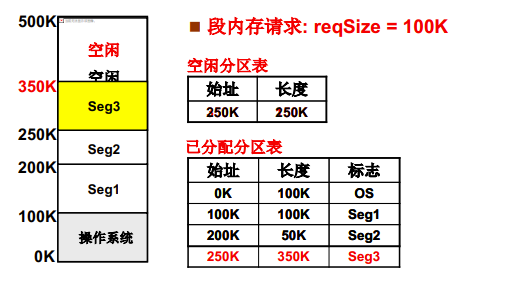 500K
空闲
空闲
350K
Seg3
250K
Seg2
200K
Seg1
100K
操作系统
0K
■ 段内存请求: reqSize = 100K
空闲分区表
始址 长度
250K 250K
已分配分区表
始址 长度 标志
0K 100K OS
100K 100K Seg1
200K 50K Seg2
250K 350K Seg3